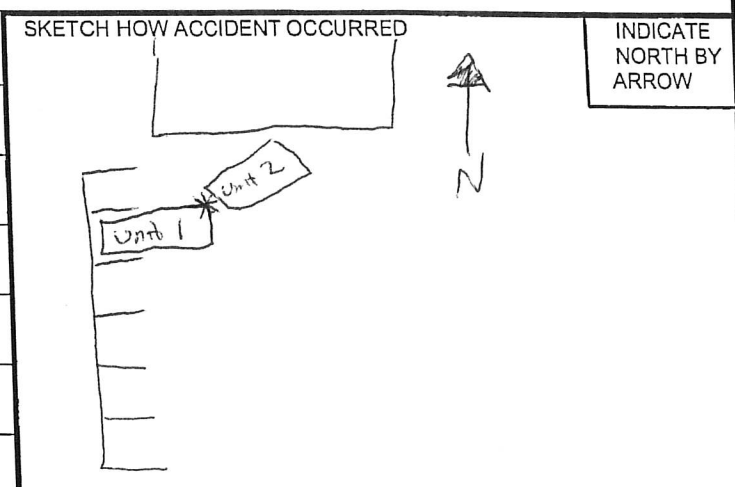 SKETCH HOW ACCIDENT OCCURRED
INDICATE
NORTH BY
ARROW
N
Unit 2
Unit 1